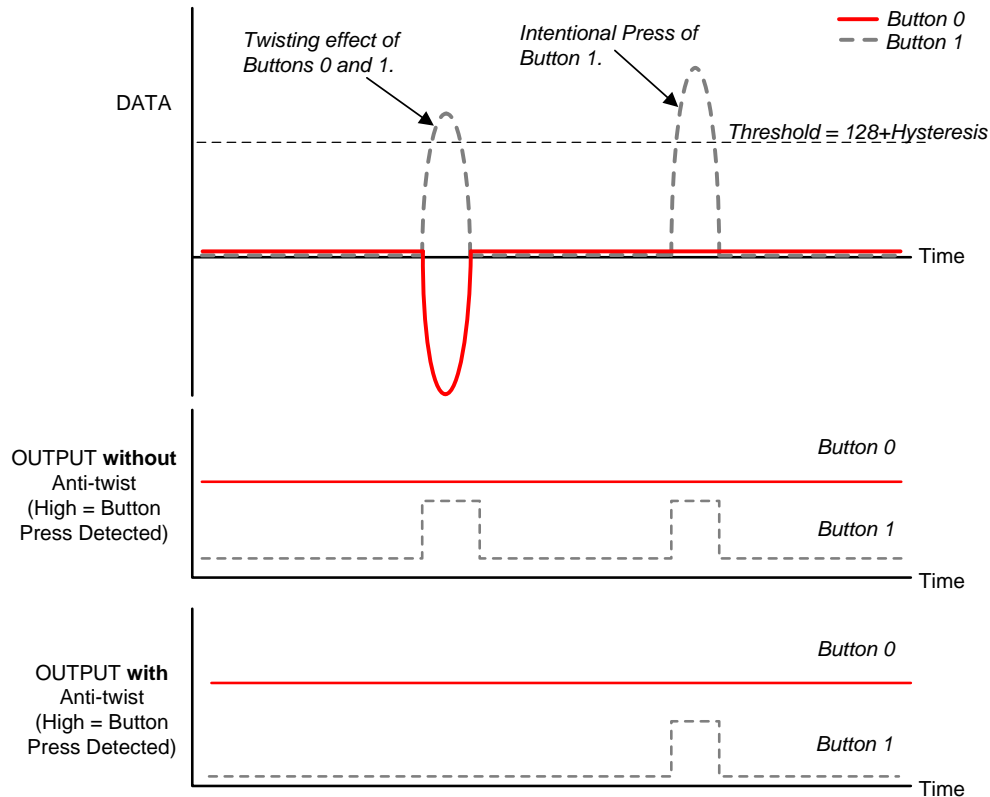 Button 0
Button 1
Twisting effect of
Buttons 0 and 1.
Intentional Press of
Button 1.
DATA
Threshold = 128+Hysteresis
Time
OUTPUT without
Anti-twist
(High = Button
Press Detected)
Button 0
Button 1
Time
OUTPUT with
Anti-twist
(High = Button
Press Detected)
Button 0
Button 1
Time